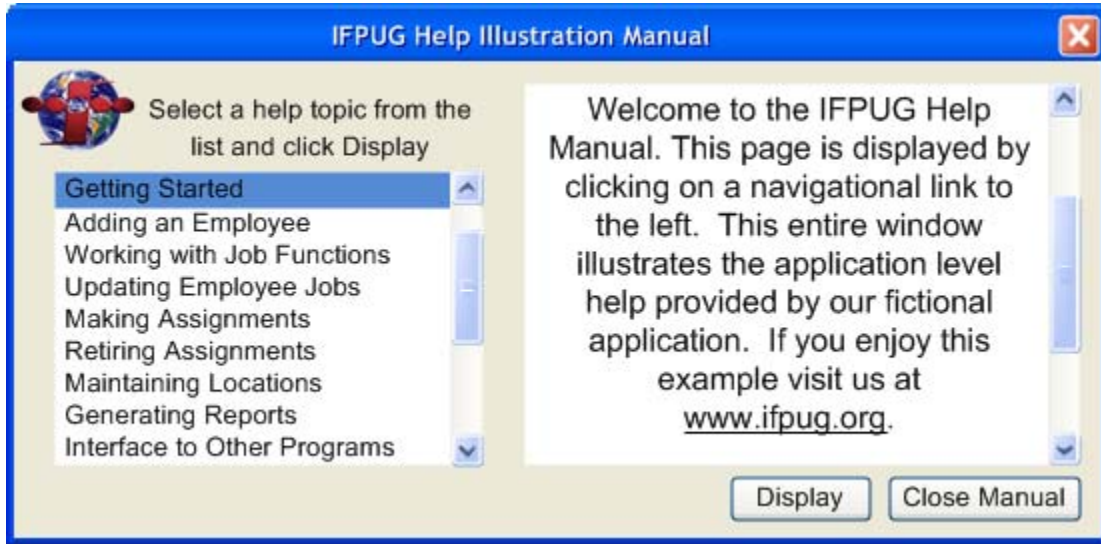 IFPUG Help Illustration Manual
Select a help topic from the
list and click Display
Getting Started
Adding an Employee
Working with Job Functions
Updating Employee Jobs
Making Assignments
Retiring Assignments
Maintaining Locations
Generating Reports
Interface to Other Programs
Welcome to the IFPUG Help
Manual. This page is displayed by
clicking on a navigational link to
the left. This entire window
illustrates the application level
help provided by our fictional
application. If you enjoy this
example visit us at
www.ifpug.org.
Display
Close Manual